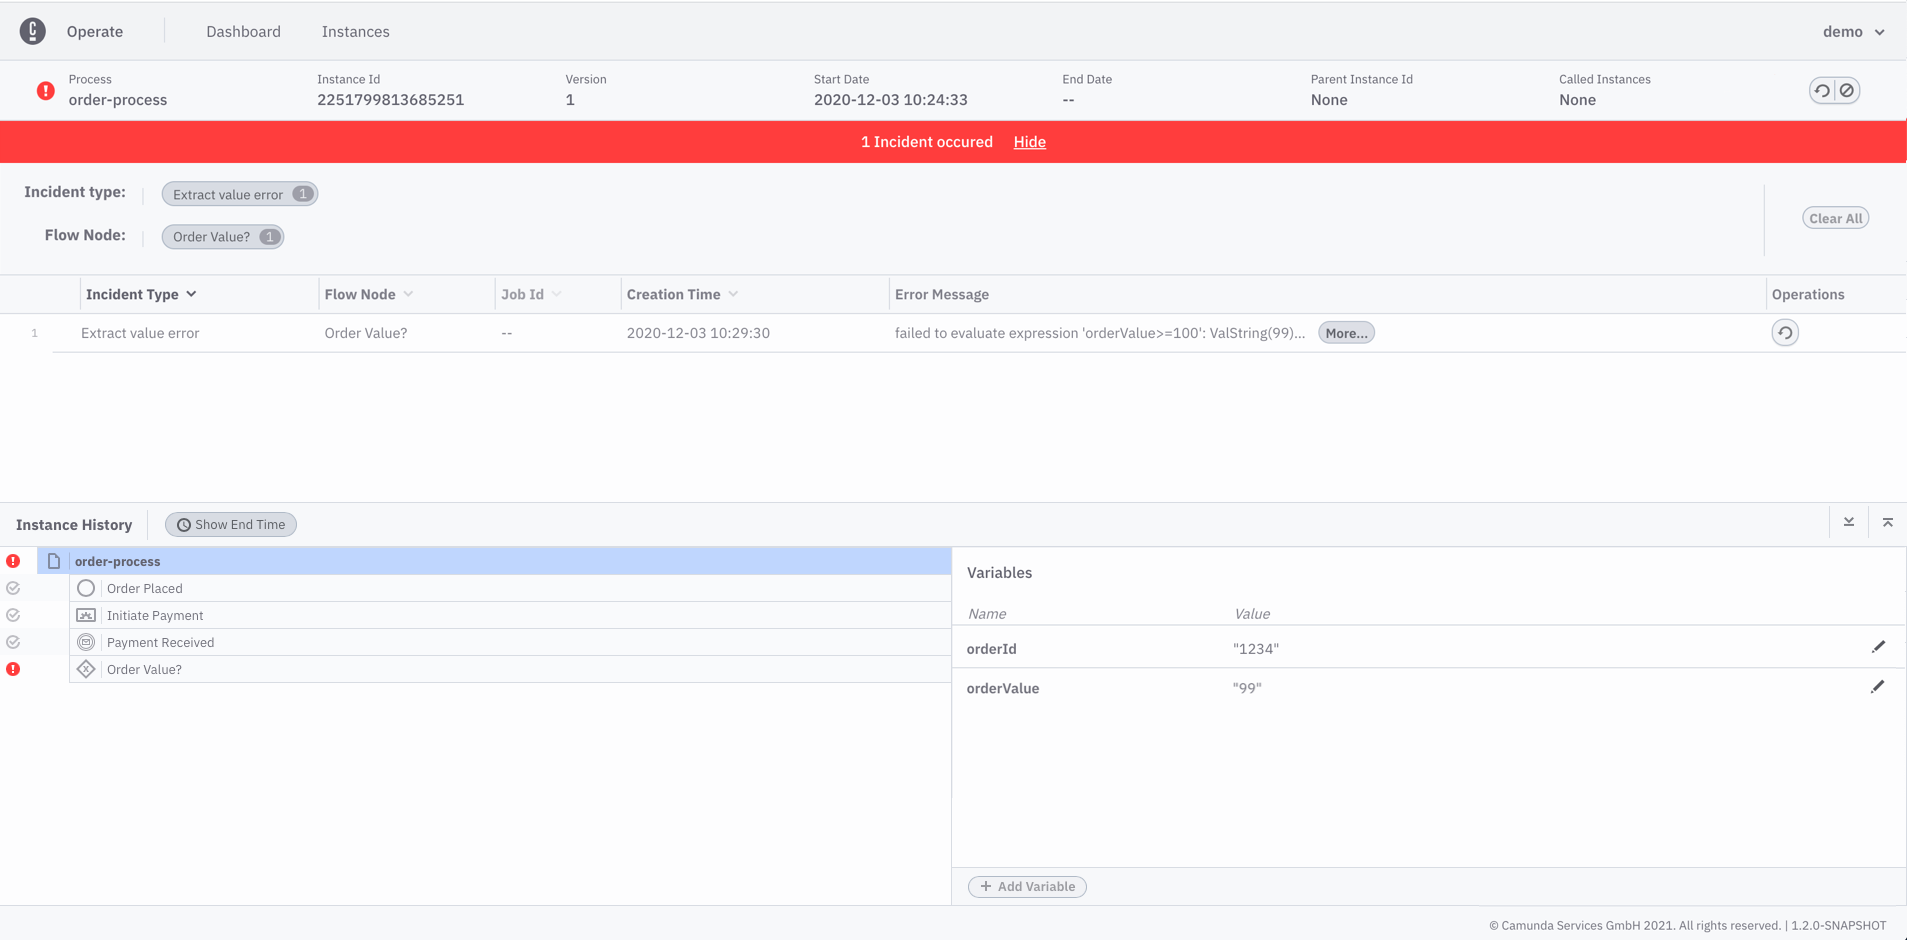 Operate Dashboard Instances demo
Process Instance Id Version Start Date End Date Parent Instance Id Called Instances
order-process 2251799813685251 1 2020-12-03 10:24:33 -- None None
1 Incident occured Hide
Incident type: Extract value error 1
Flow Node: Order Value? 1
Clear All
Incident Type Flow Node Job Id Creation Time Error Message Operations
1 Extract value error Order Value? -- 2020-12-03 10:29:30 failed to evaluate expression 'orderValue>=100': ValString(99)... More...
Instance History Show End Time
order-process
Order Placed
Initiate Payment
Payment Received
Order Value?
Variables
Name Value
orderId "1234"
orderValue "99"
+ Add Variable
© Camunda Services GmbH 2021. All rights reserved. | 1.2.0-SNAPSHOT